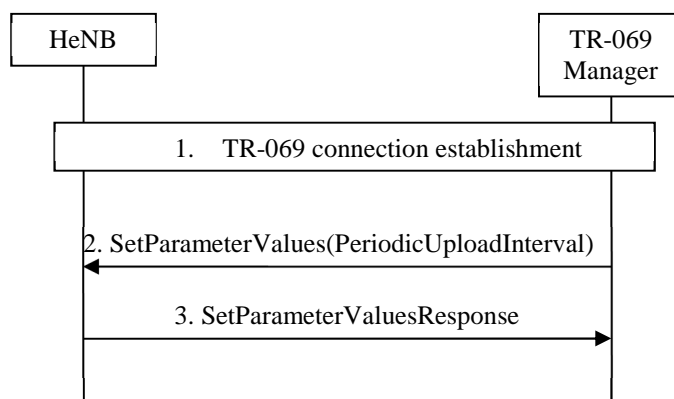 HeNB
TR-069
Manager
1. TR-069 connection establishment
2. SetParameterValues(PeriodicUploadInterval)
3. SetParameterValuesResponse